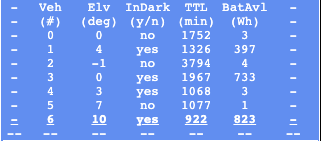 - Veh Elv InDark TTL BatAvl -
- (#) (deg) (y/n) (min) (Wh) -
- 0 0 no 1752 3 -
- 1 4 yes 1326 397 -
- 2 -1 no 3794 4 -
- 3 0 yes 1967 733 -
- 4 3 yes 1068 3 -
- 5 7 no 1077 1 -
- 6 10 yes 922 823 -
-- -- -- -- -- -- --